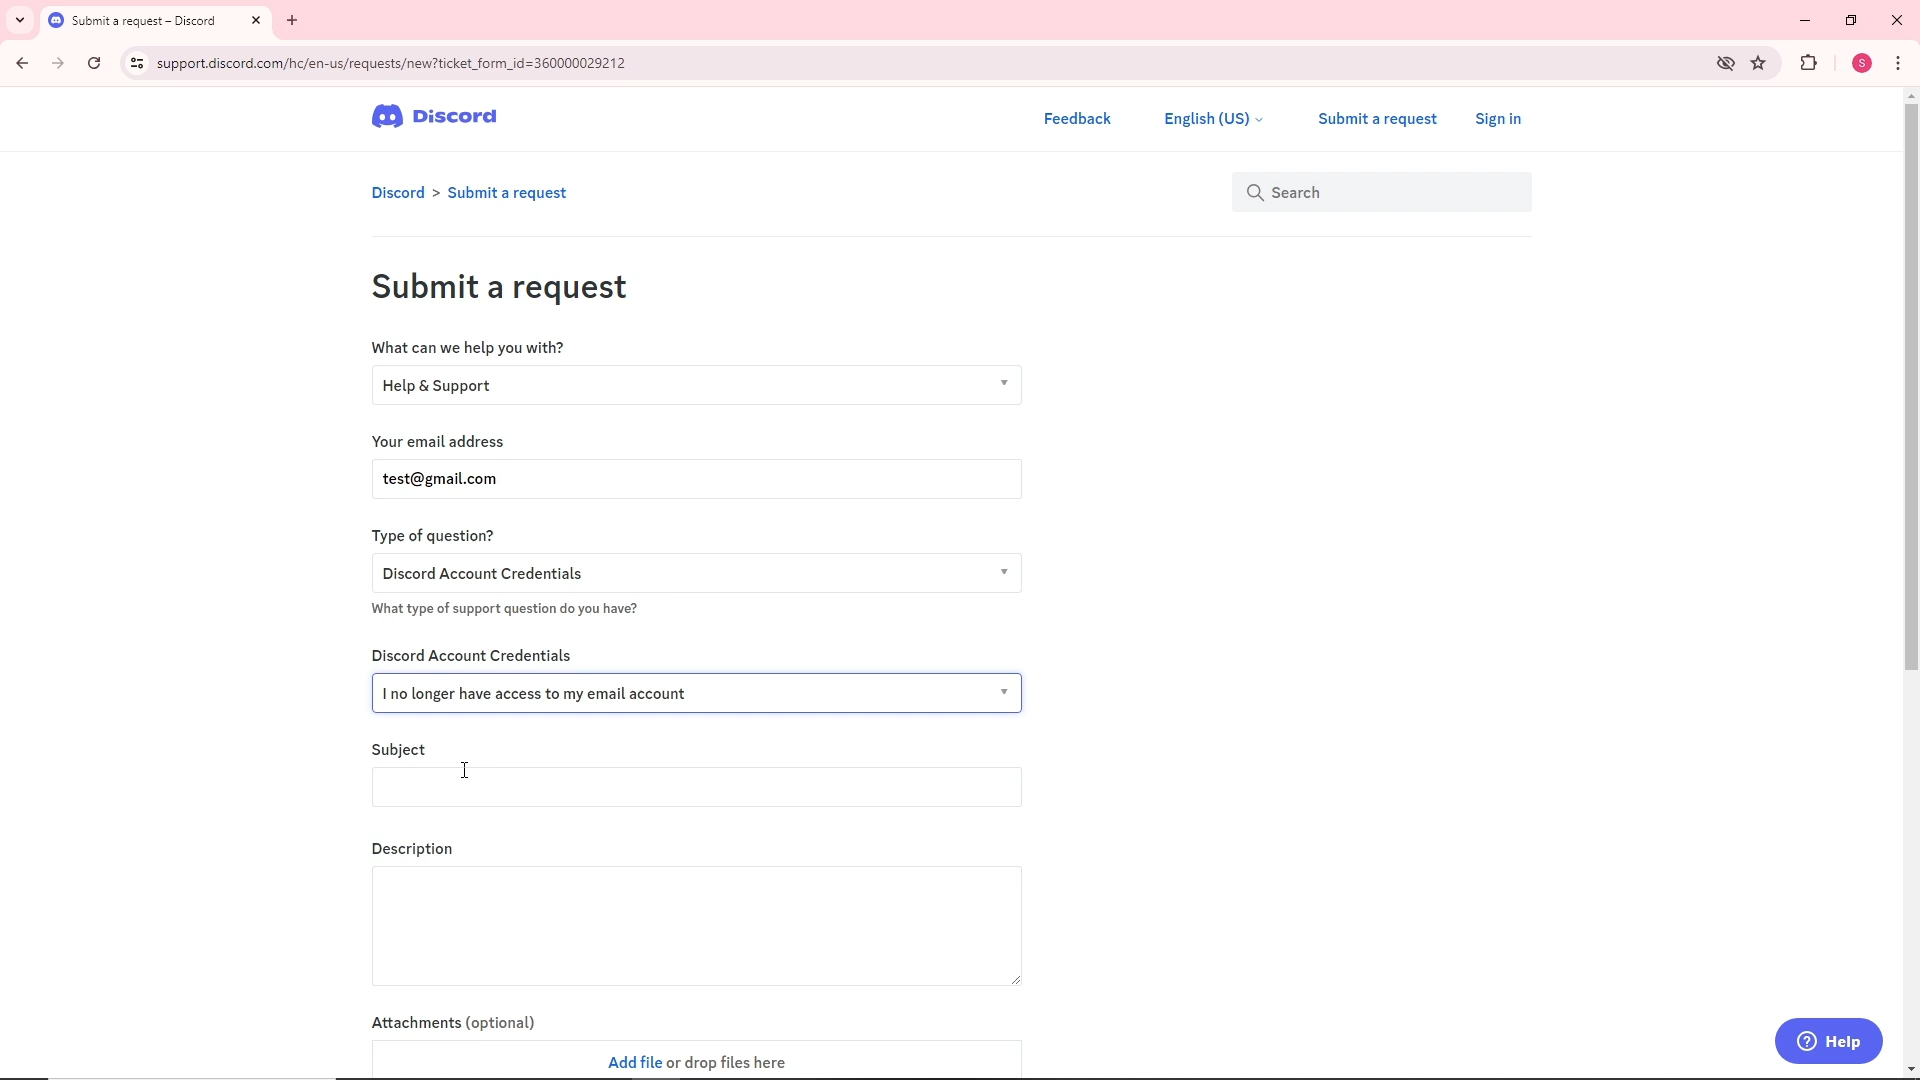 Submit a request – Discord
support.discord.com/hc/en-us/requests/new?ticket_form_id=360000029212
S
Discord
Feedback
English (US)
Submit a request
Sign in
Discord > Submit a request
Search
Submit a request
What can we help you with?
Help & Support
Your email address
test@gmail.com
Type of question?
Discord Account Credentials
What type of support question do you have?
Discord Account Credentials
I no longer have access to my email account
Subject
Description
Attachments (optional)
Add file or drop files here
Help